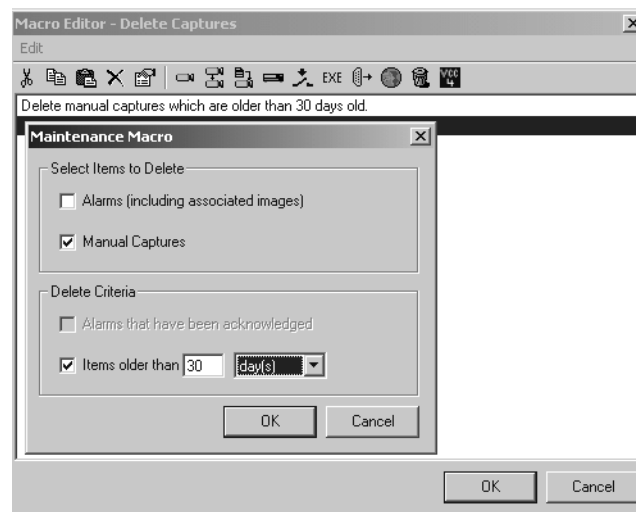 Macro Editor - Delete Captures
Edit
EXE
VCC
4
Delete manual captures which are older than 30 days old.
Maintenance Macro
Select Items to Delete
Alarms (including associated images)
Manual Captures
Delete Criteria
Alarms that have been acknowledged
Items older than 30 day(s)
OK Cancel
OK Cancel